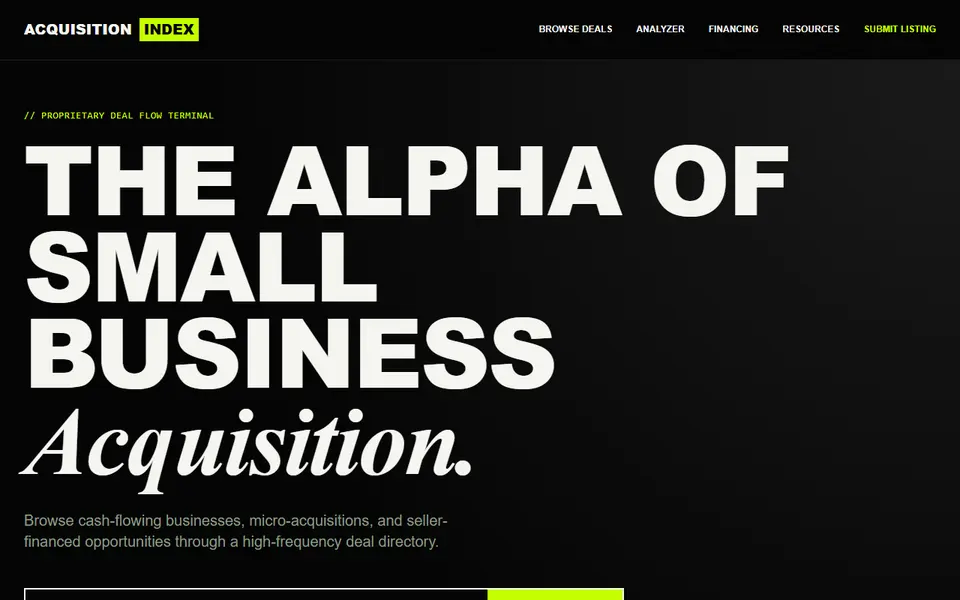 ACQUISITION INDEX
BROWSE DEALS
ANALYZER
FINANCING
RESOURCES
SUBMIT LISTING
// PROPRIETARY DEAL FLOW TERMINAL
THE ALPHA OF
SMALL
BUSINESS
Acquisition.
Browse cash-flowing businesses, micro-acquisitions, and seller-
financed opportunities through a high-frequency deal directory.